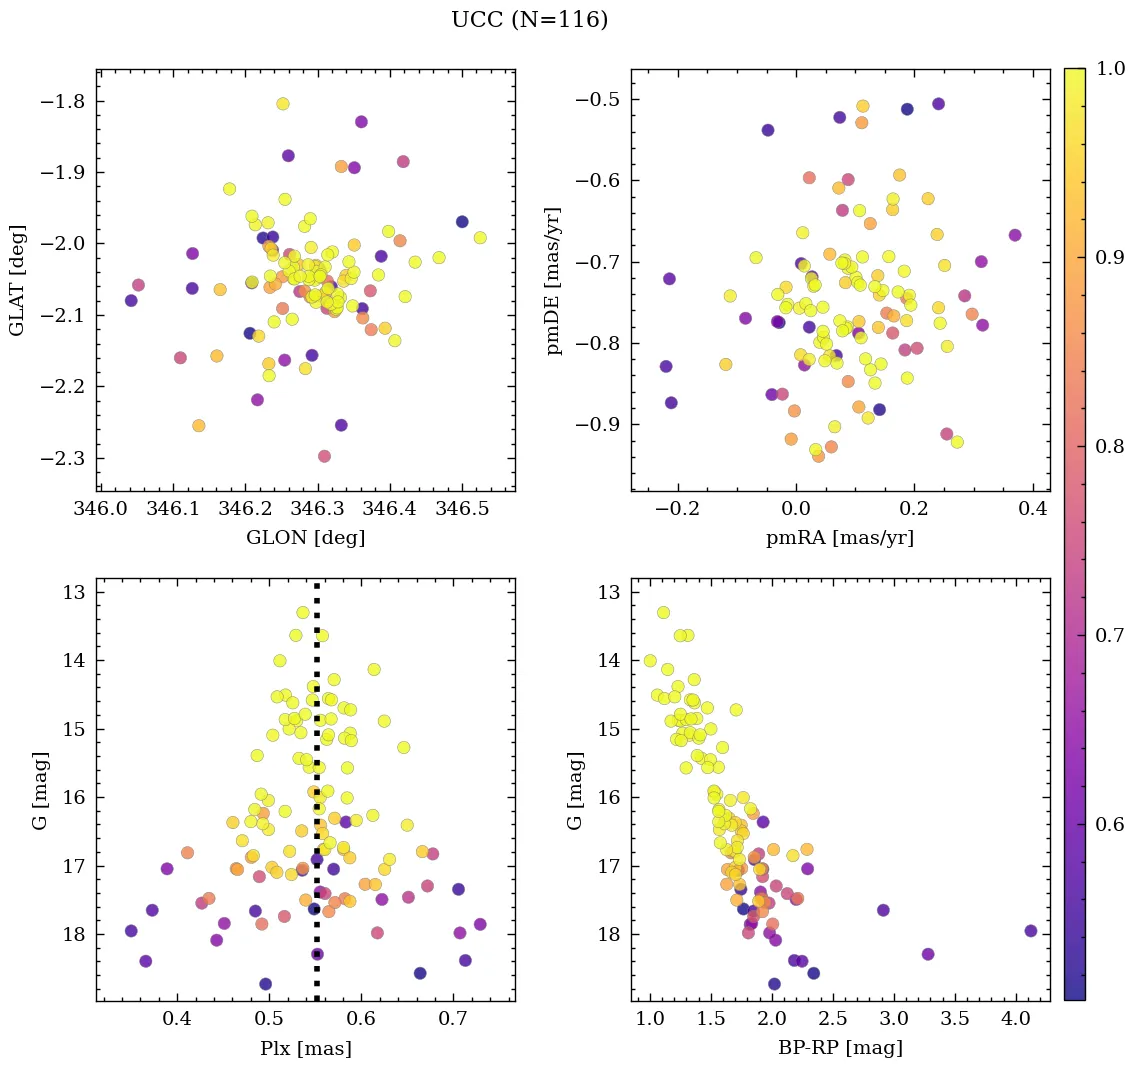 UCC (N=116)
−1.8
−1.9
−2.0
−2.1
−2.2
−2.3
GLAT [deg]
346.0 346.1 346.2 346.3 346.4 346.5
GLON [deg]
−0.5
−0.6
−0.7
−0.8
−0.9
pmDE [mas/yr]
−0.2 0.0 0.2 0.4
pmRA [mas/yr]
13
14
15
16
17
18
G [mag]
0.4 0.5 0.6 0.7
Plx [mas]
13
14
15
16
17
18
G [mag]
1.0 1.5 2.0 2.5 3.0 3.5 4.0
BP-RP [mag]
1.0
0.9
0.8
0.7
0.6